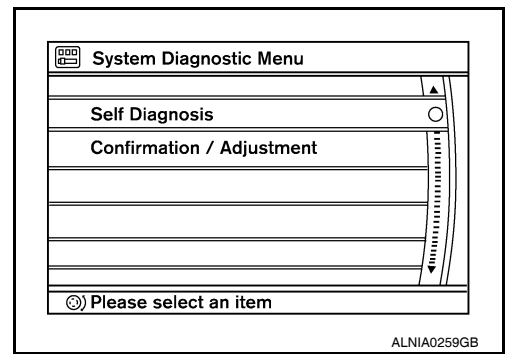 System Diagnostic Menu
Self Diagnosis
Confirmation / Adjustment
Please select an item
ALNIA0259GB